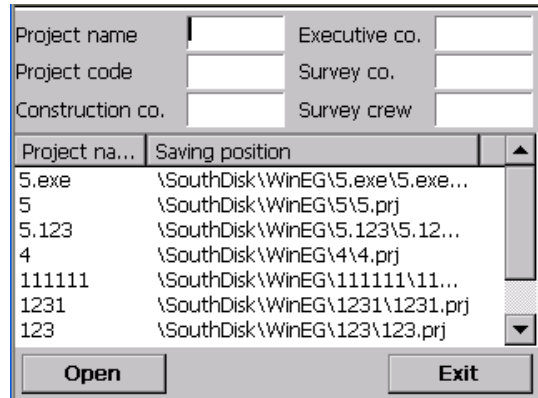 Project name Executive co.
Project code Survey co.
Construction co. Survey crew
Project na... Saving position
5.exe \SouthDisk\WinEG\5.exe\5.exe...
5 \SouthDisk\WinEG\5\5.prj
5.123 \SouthDisk\WinEG\5.123\5.12...
4 \SouthDisk\WinEG\4\4.prj
111111 \SouthDisk\WinEG\111111\11...
1231 \SouthDisk\WinEG\1231\1231.prj
123 \SouthDisk\WinEG\123\123.prj
Open Exit